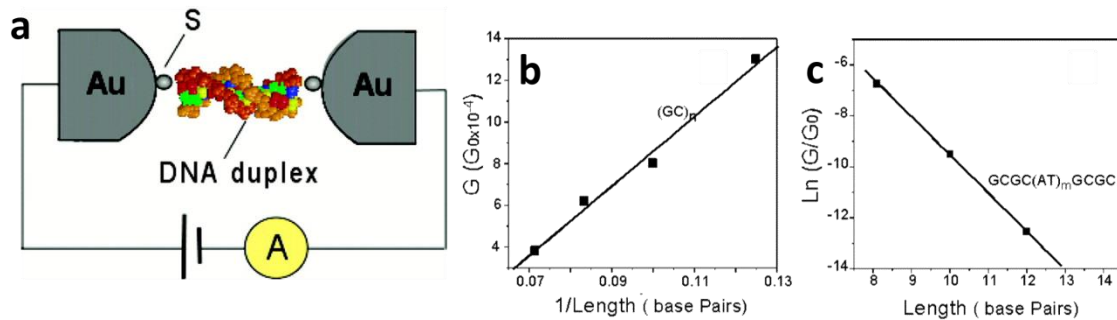 a
S
Au
Au
DNA duplex
A
b
G (G0x10-4)
14
12
10
8
6
4
(GC)n
0.07
0.09
0.11
0.13
1/Length ( base Pairs)
c
Ln (G/G0)
-6
-8
-10
-12
-14
GCGC(AT)mGCGC
8
9
10
11
12
13
14
Length ( base Pairs)